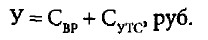 У = С_ВР + С_УТС, руб.